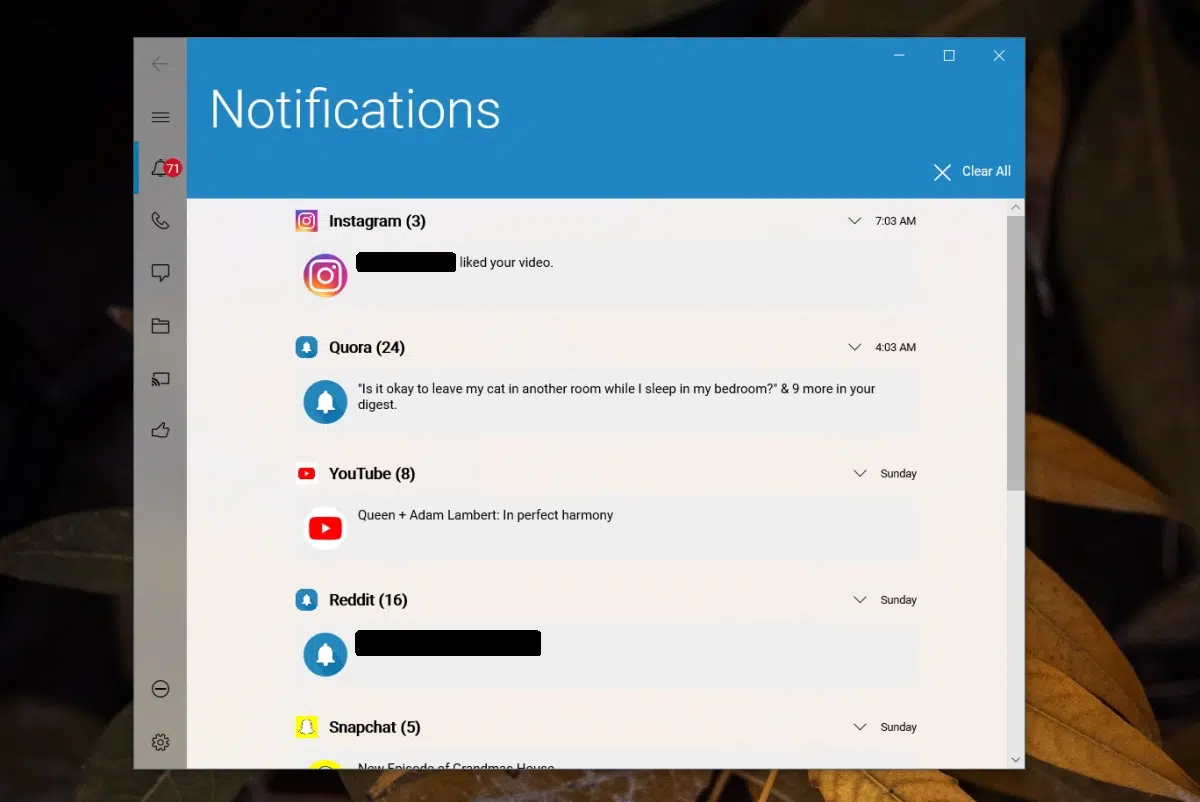 Notifications
71
Clear All
Instagram (3)
7:03 AM
liked your video.
Quora (24)
4:03 AM
"Is it okay to leave my cat in another room while I sleep in my bedroom?" & 9 more in your
digest.
YouTube (8)
Sunday
Queen + Adam Lambert: In perfect harmony
Reddit (16)
Sunday
Snapchat (5)
Sunday
New Episode of Grandmas House